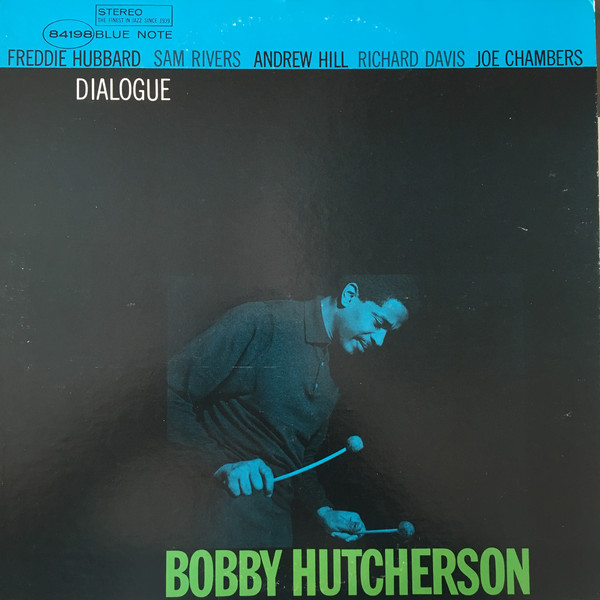 STEREO
THE FINEST IN JAZZ SINCE 1939
84198 BLUE NOTE
FREDDIE HUBBARD SAM RIVERS ANDREW HILL RICHARD DAVIS JOE CHAMBERS
DIALOGUE
BOBBY HUTCHERSON